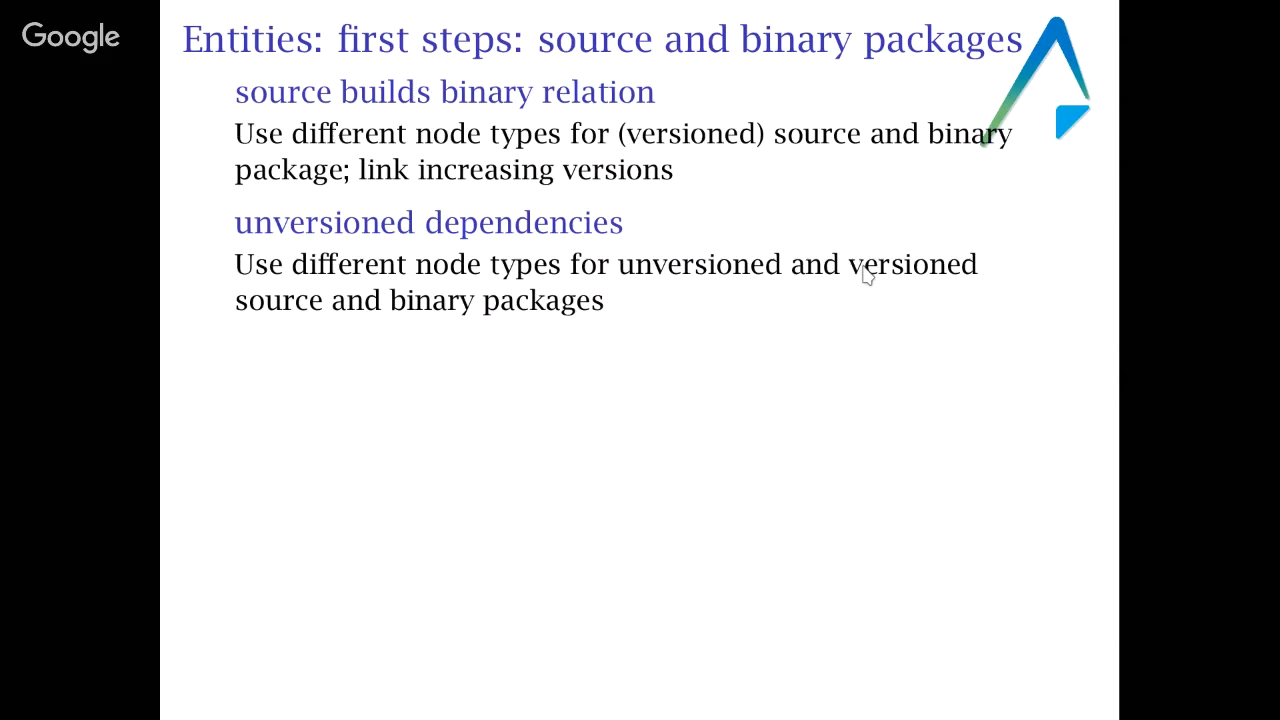 Google
Entities: first steps: source and binary packages
source builds binary relation
Use different node types for (versioned) source and binary
package; link increasing versions
unversioned dependencies
Use different node types for unversioned and versioned
source and binary packages